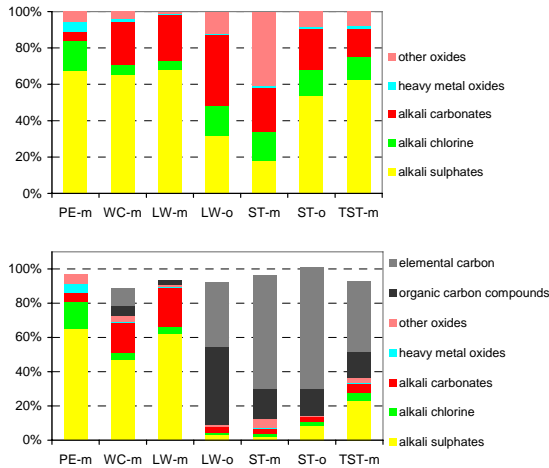 100%
80%
60%
40%
20%
0%
PE-m WC-m LW-m LW-o ST-m ST-o TST-m
other oxides
heavy metal oxides
alkali carbonates
alkali chlorine
alkali sulphates
100%
80%
60%
40%
20%
0%
PE-m WC-m LW-m LW-o ST-m ST-o TST-m
elemental carbon
organic carbon compounds
other oxides
heavy metal oxides
alkali carbonates
alkali chlorine
alkali sulphates